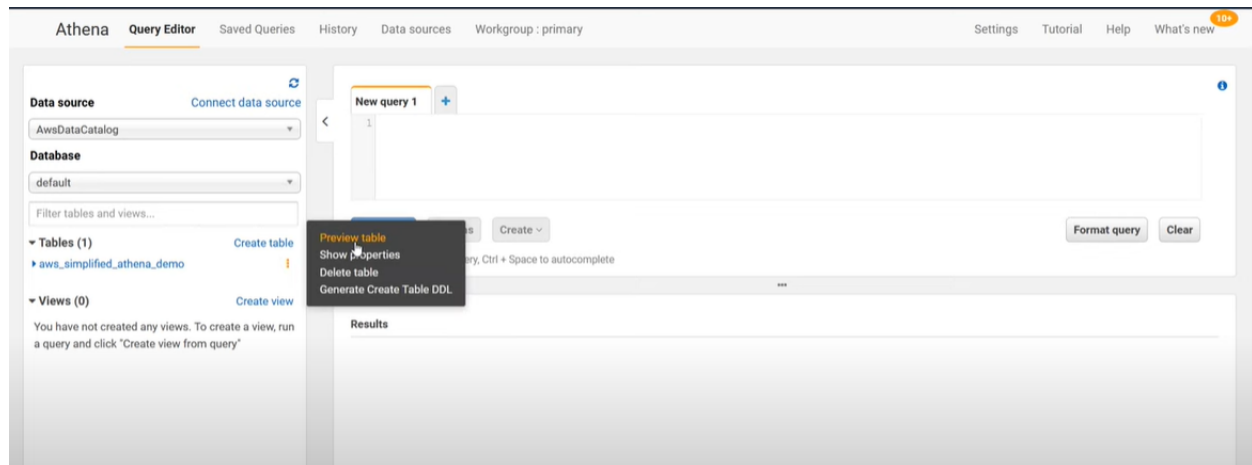 Athena Query Editor Saved Queries History Data sources Workgroup : primary Settings Tutorial Help What's new 10+
Data source Connect data source
AwsDataCatalog
Database
default
Filter tables and views...
Tables (1) Create table
aws_simplified_athena_demo
Views (0) Create view
You have not created any views. To create a view, run
a query and click "Create view from query"
New query 1 +
1
Preview table
Show properties
Delete table
Generate Create Table DDL
Create
Format query Clear
Ctrl + Space to autocomplete
Results